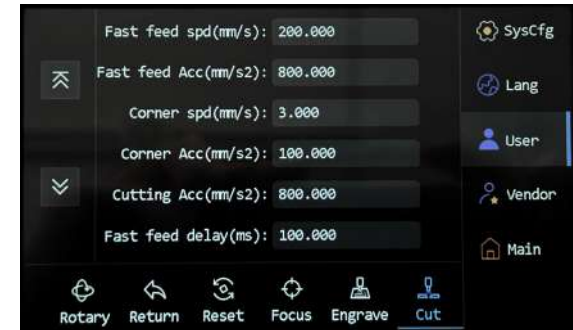 Fast feed spd(mm/s): 200.000
Fast feed Acc(mm/s2): 800.000
Corner spd(mm/s): 3.000
Corner Acc(mm/s2): 100.000
Cutting Acc(mm/s2): 800.000
Fast feed delay(ms): 100.000
SysCfg
Lang
User
Vendor
Main
Rotary Return Reset Focus Engrave Cut